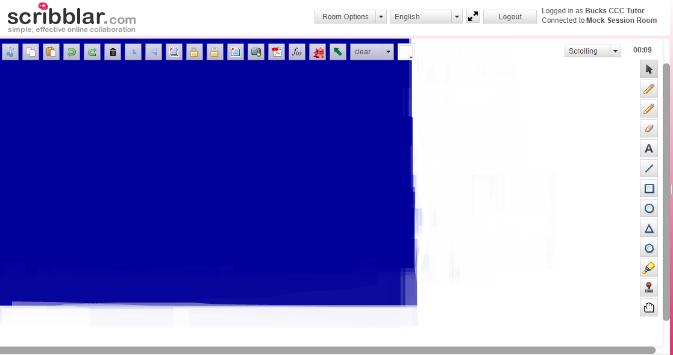 scribblar.com
simple, effective online collaboration
Room Options
English
Logout
Logged in as Bucks CCC Tutor
Connected to Mock Session Room
f(x)
clear
Scrolling
00:09
A